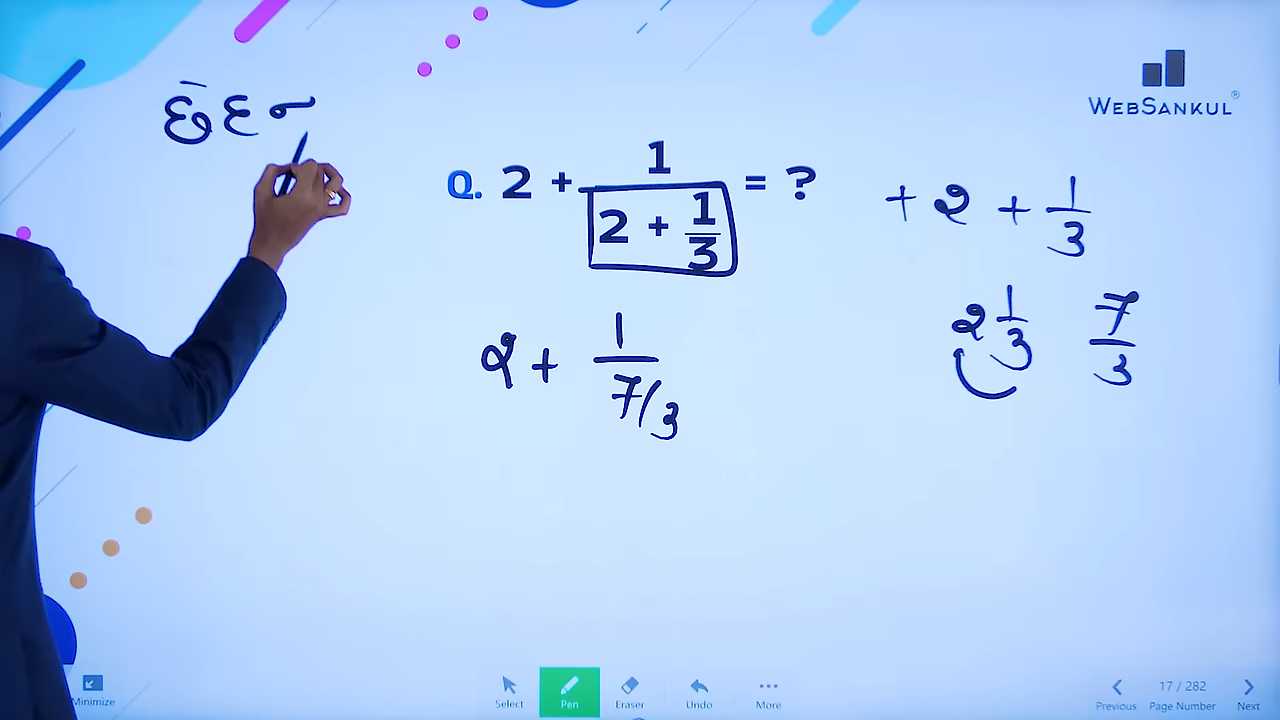 WEBSANKUL®
Q. 2 + 1/(2 + 1/3) = ?
+ ૨ + 1/3
૨ 1/3 7/3
૨ + 1/(7/3)
Minimize
Select Pen Eraser Undo More
17 / 282
Previous Page Number Next